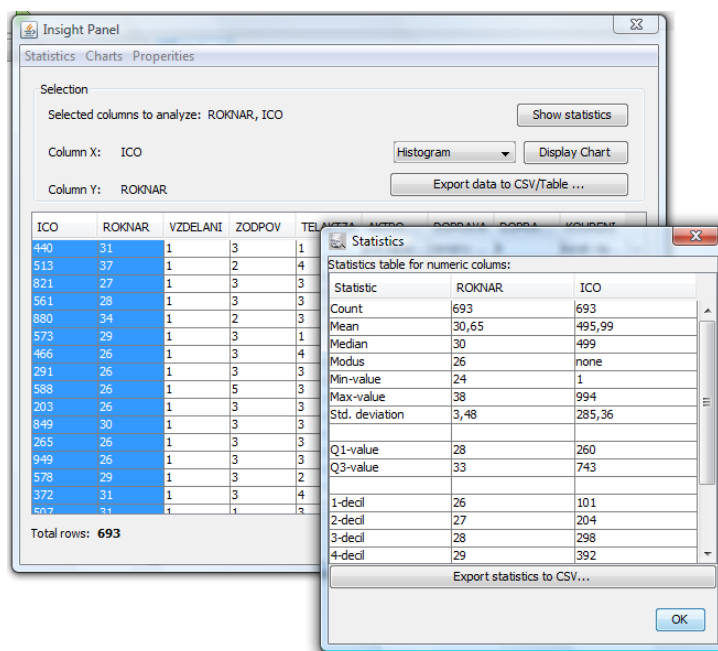 Insight Panel
Statistics Charts Properities
Selection
Selected columns to analyze: ROKNAR, ICO
Show statistics
Column X: ICO
Histogram
Display Chart
Column Y: ROKNAR
Export data to CSV/Table ...
ICO ROKNAR VZDELANI ZODPOV
440 31 1 3 1
513 37 1 2 4
821 27 1 3 3
561 28 1 3 3
880 34 1 2 3
573 29 1 3 1
466 26 1 3 4
291 26 1 3 3
588 26 1 5 3
203 26 1 3 3
849 30 1 3 3
265 26 1 3 3
949 26 1 3 3
578 29 1 3 2
372 31 1 3 4
507 31 1 1 3
Total rows: 693
Statistics
Statistics table for numeric colums:
Statistic ROKNAR ICO
Count 693 693
Mean 30,65 495,99
Median 30 499
Modus 26 none
Min-value 24 1
Max-value 38 994
Std. deviation 3,48 285,36
Q1-value 28 260
Q3-value 33 743
1-decil 26 101
2-decil 27 204
3-decil 28 298
4-decil 29 392
Export statistics to CSV...
OK